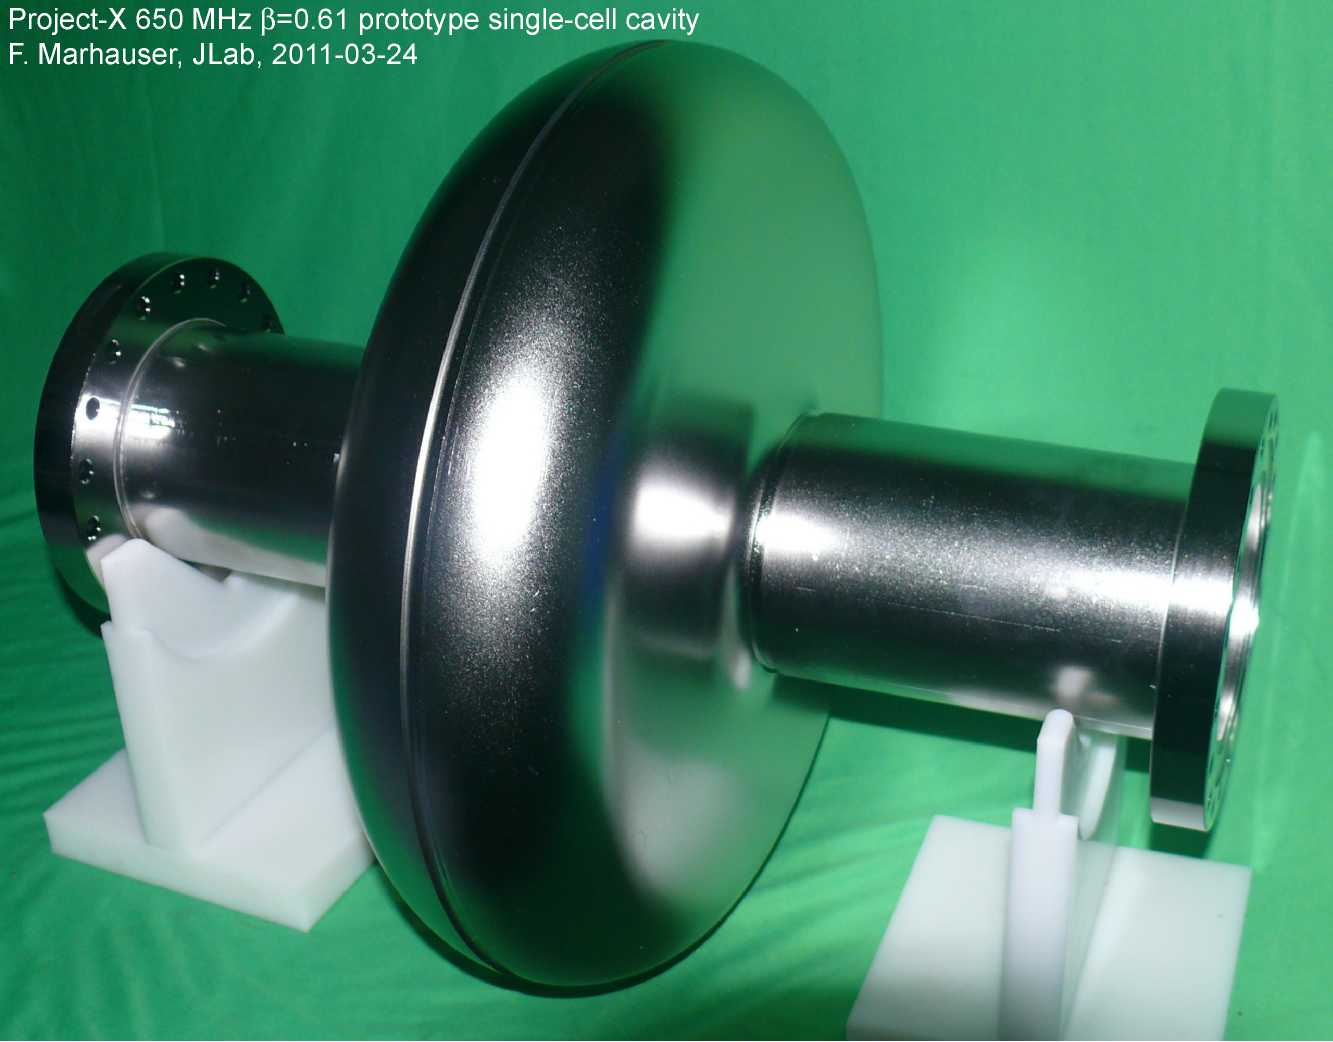 Project-X 650 MHz β=0.61 prototype single-cell cavity
F. Marhauser, JLab, 2011-03-24